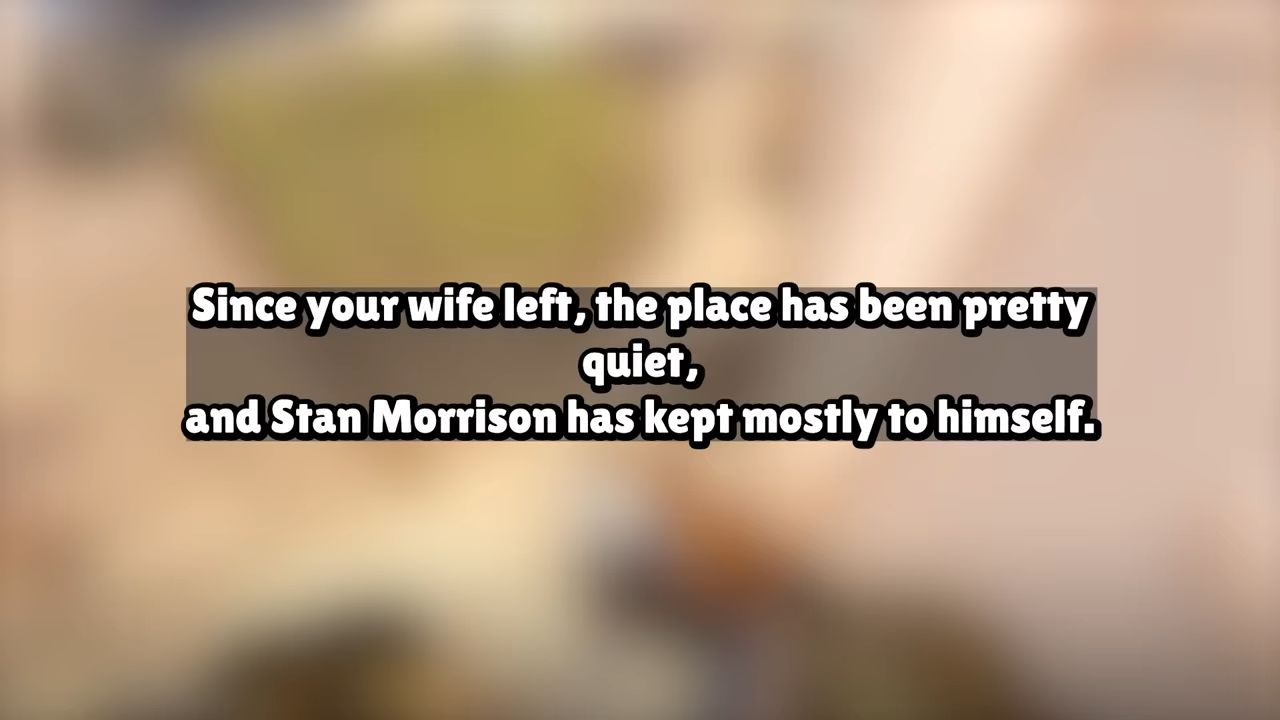 Since your wife left, the place has been pretty
quiet,
and Stan Morrison has kept mostly to himself.